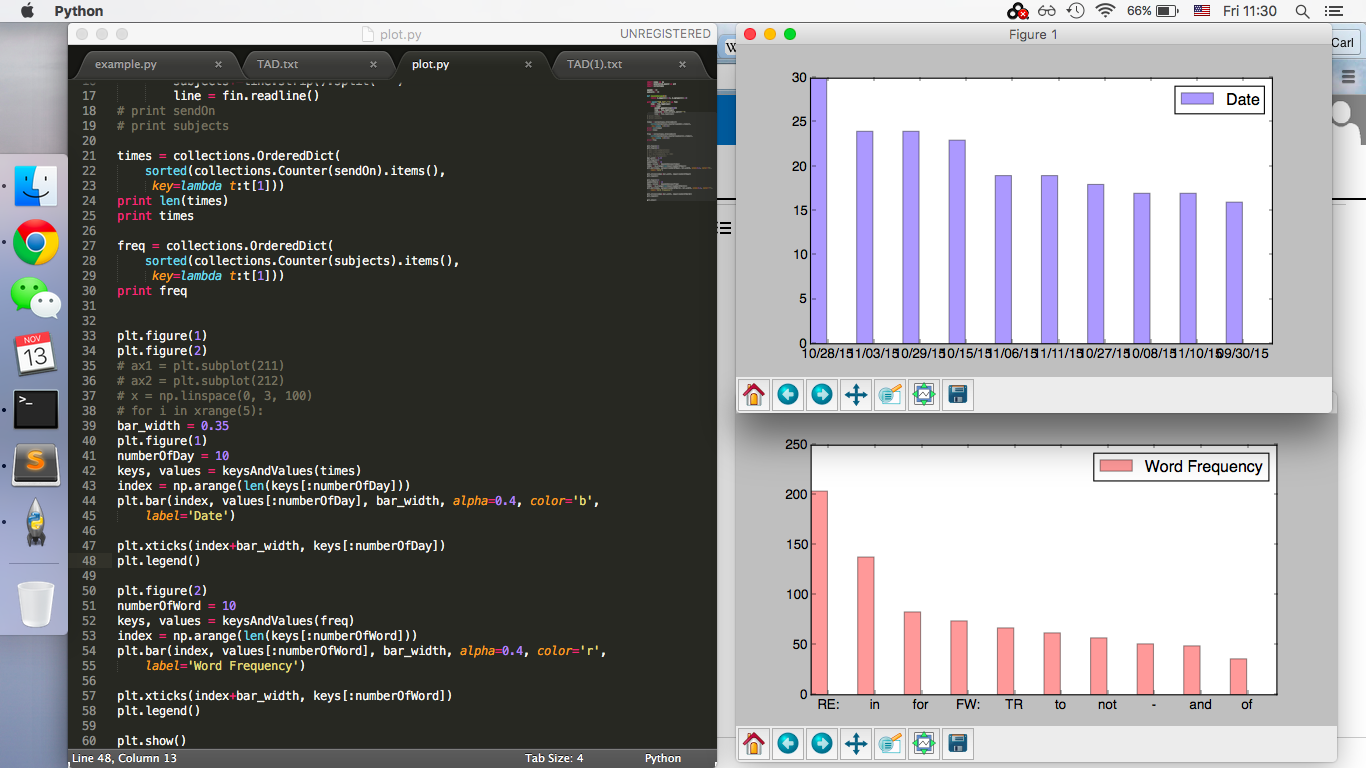 Python
66%
Fri 11:30
plot.py
UNREGISTERED
example.py
TAD.txt
plot.py
TAD(1).txt
17 line = fin.readline()
18 # print sendOn
19 # print subjects
20
21 times = collections.OrderedDict(
22 sorted(collections.Counter(sendOn).items(),
23 key=lambda t:t[1]))
24 print len(times)
25 print times
26
27 freq = collections.OrderedDict(
28 sorted(collections.Counter(subjects).items(),
29 key=lambda t:t[1]))
30 print freq
31
32
33 plt.figure(1)
34 plt.figure(2)
35 # ax1 = plt.subplot(211)
36 # ax2 = plt.subplot(212)
37 # x = np.linspace(0, 3, 100)
38 # for i in xrange(5):
39 bar_width = 0.35
40 plt.figure(1)
41 numberOfDay = 10
42 keys, values = keysAndValues(times)
43 index = np.arange(len(keys[:numberOfDay]))
44 plt.bar(index, values[:numberOfDay], bar_width, alpha=0.4, color='b',
45 label='Date')
46
47 plt.xticks(index+bar_width, keys[:numberOfDay])
48 plt.legend()
49
50 plt.figure(2)
51 numberOfWord = 10
52 keys, values = keysAndValues(freq)
53 index = np.arange(len(keys[:numberOfWord]))
54 plt.bar(index, values[:numberOfWord], bar_width, alpha=0.4, color='r',
55 label='Word Frequency')
56
57 plt.xticks(index+bar_width, keys[:numberOfWord])
58 plt.legend()
59
60 plt.show()
Line 48, Column 13
Tab Size: 4
Python
NOV
13
Figure 1
Carl
Date
30
25
20
15
10
5
0
10/28/15 11/03/15 10/29/15 10/15/15 11/06/15 11/11/15 10/27/15 10/08/15 11/10/15 09/30/15
Word Frequency
250
200
150
100
50
0
RE: in for FW: TR to not - and of